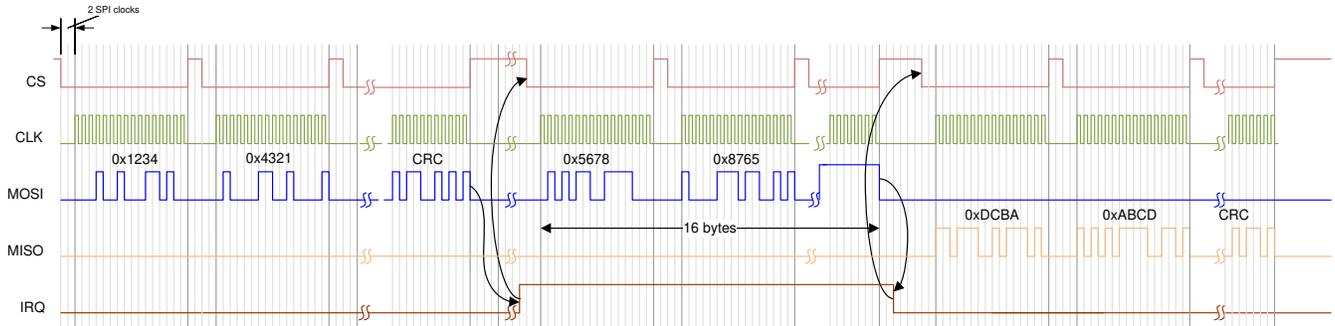 2 SPI clocks
CS
CLK
0x1234 0x4321 CRC 0x5678 0x8765
MOSI
0xDCBA 0xABCD CRC
16 bytes
MISO
IRQ